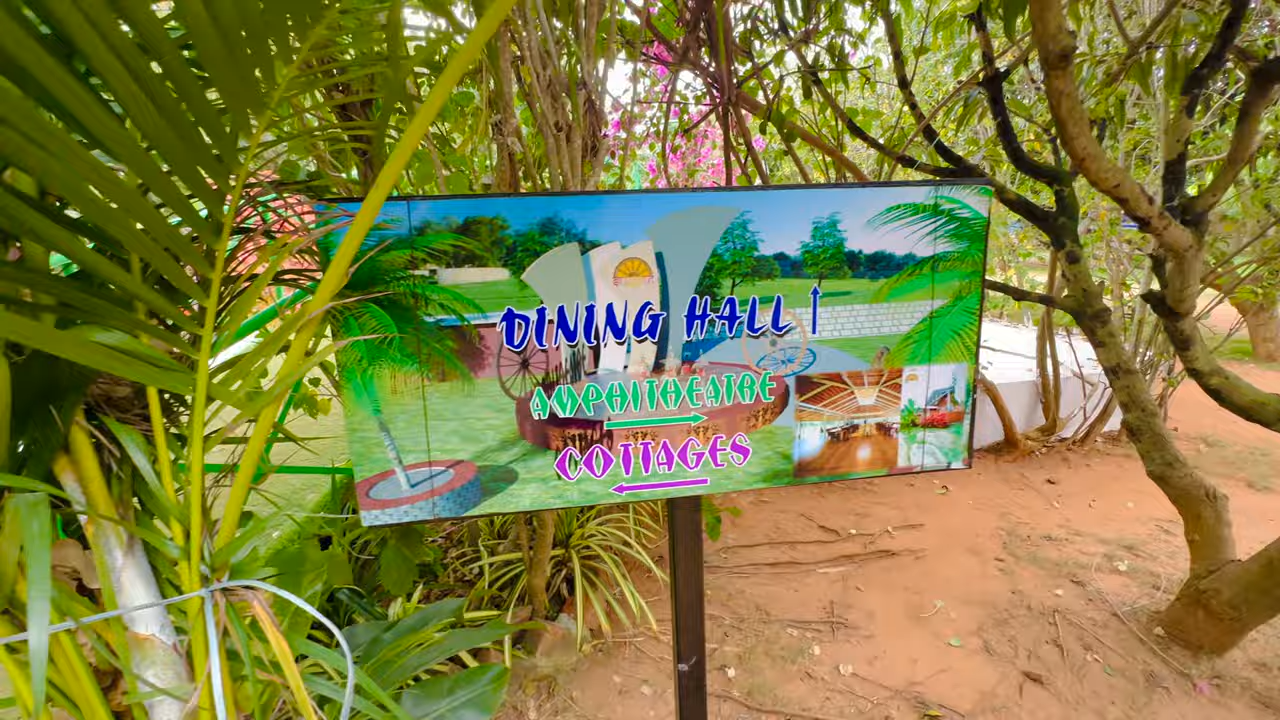 DINING HALL ↑
AMPHITHEATRE
→
COTTAGES
←